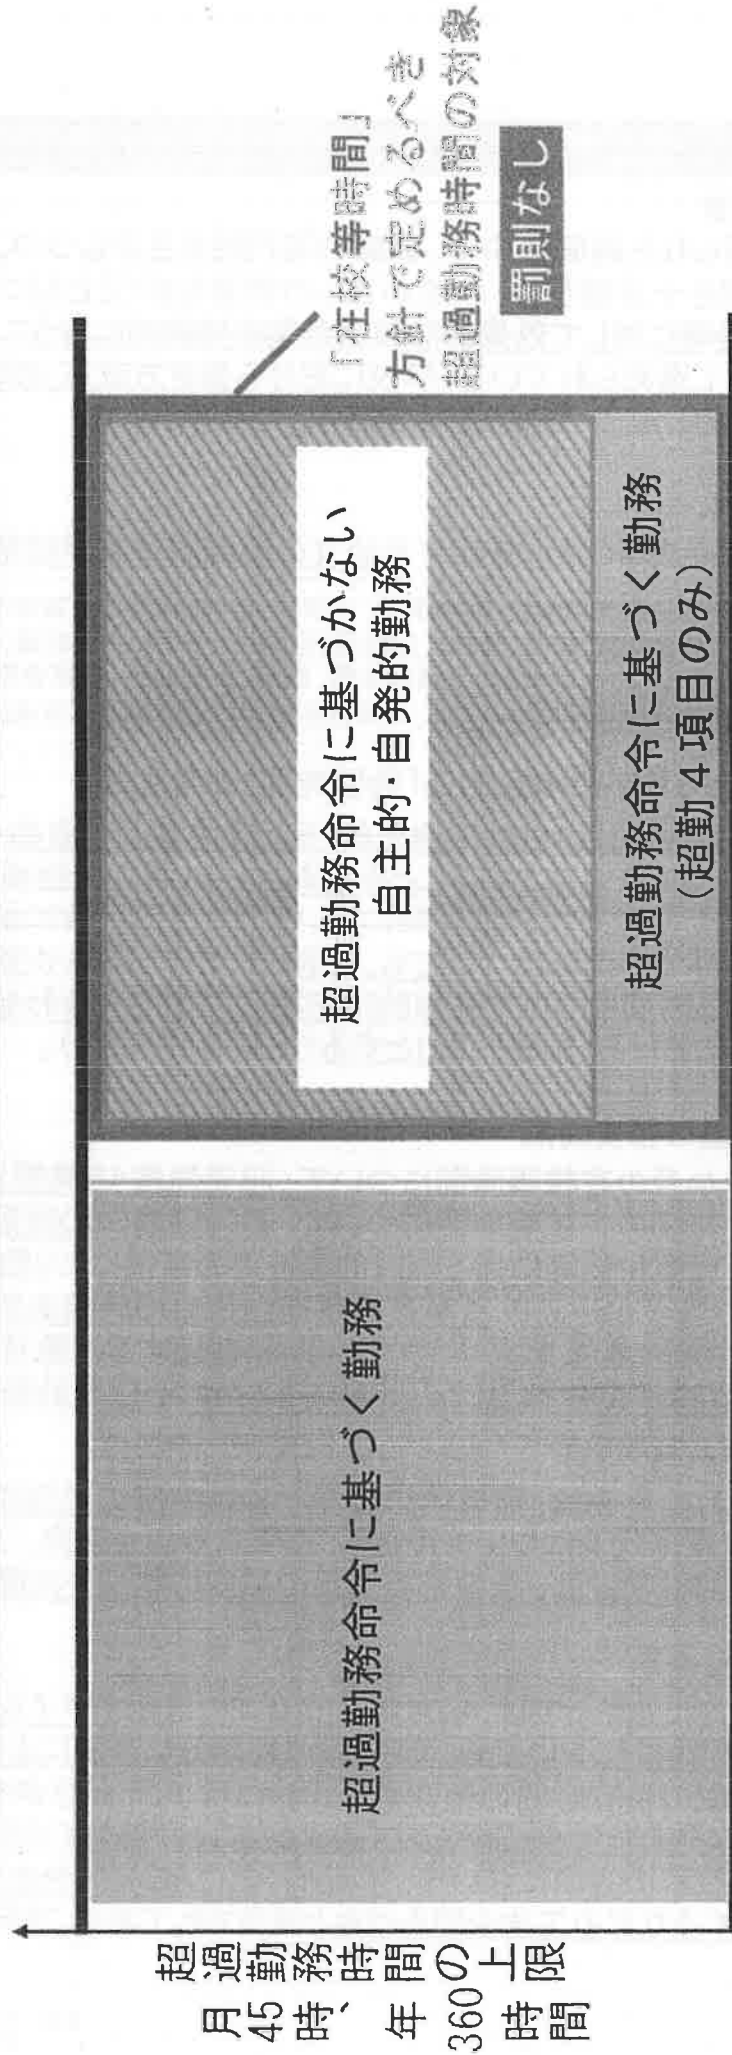 超過勤務時間の上限
月45時、年360時間
超過勤務命令に基づく勤務
超過勤務命令に基づかない
自主的・自発的勤務
超過勤務命令に基づく勤務
（超勤４項目のみ）
「在校等時間」
方針で定めるべき
超過勤務時間の対象
罰則なし